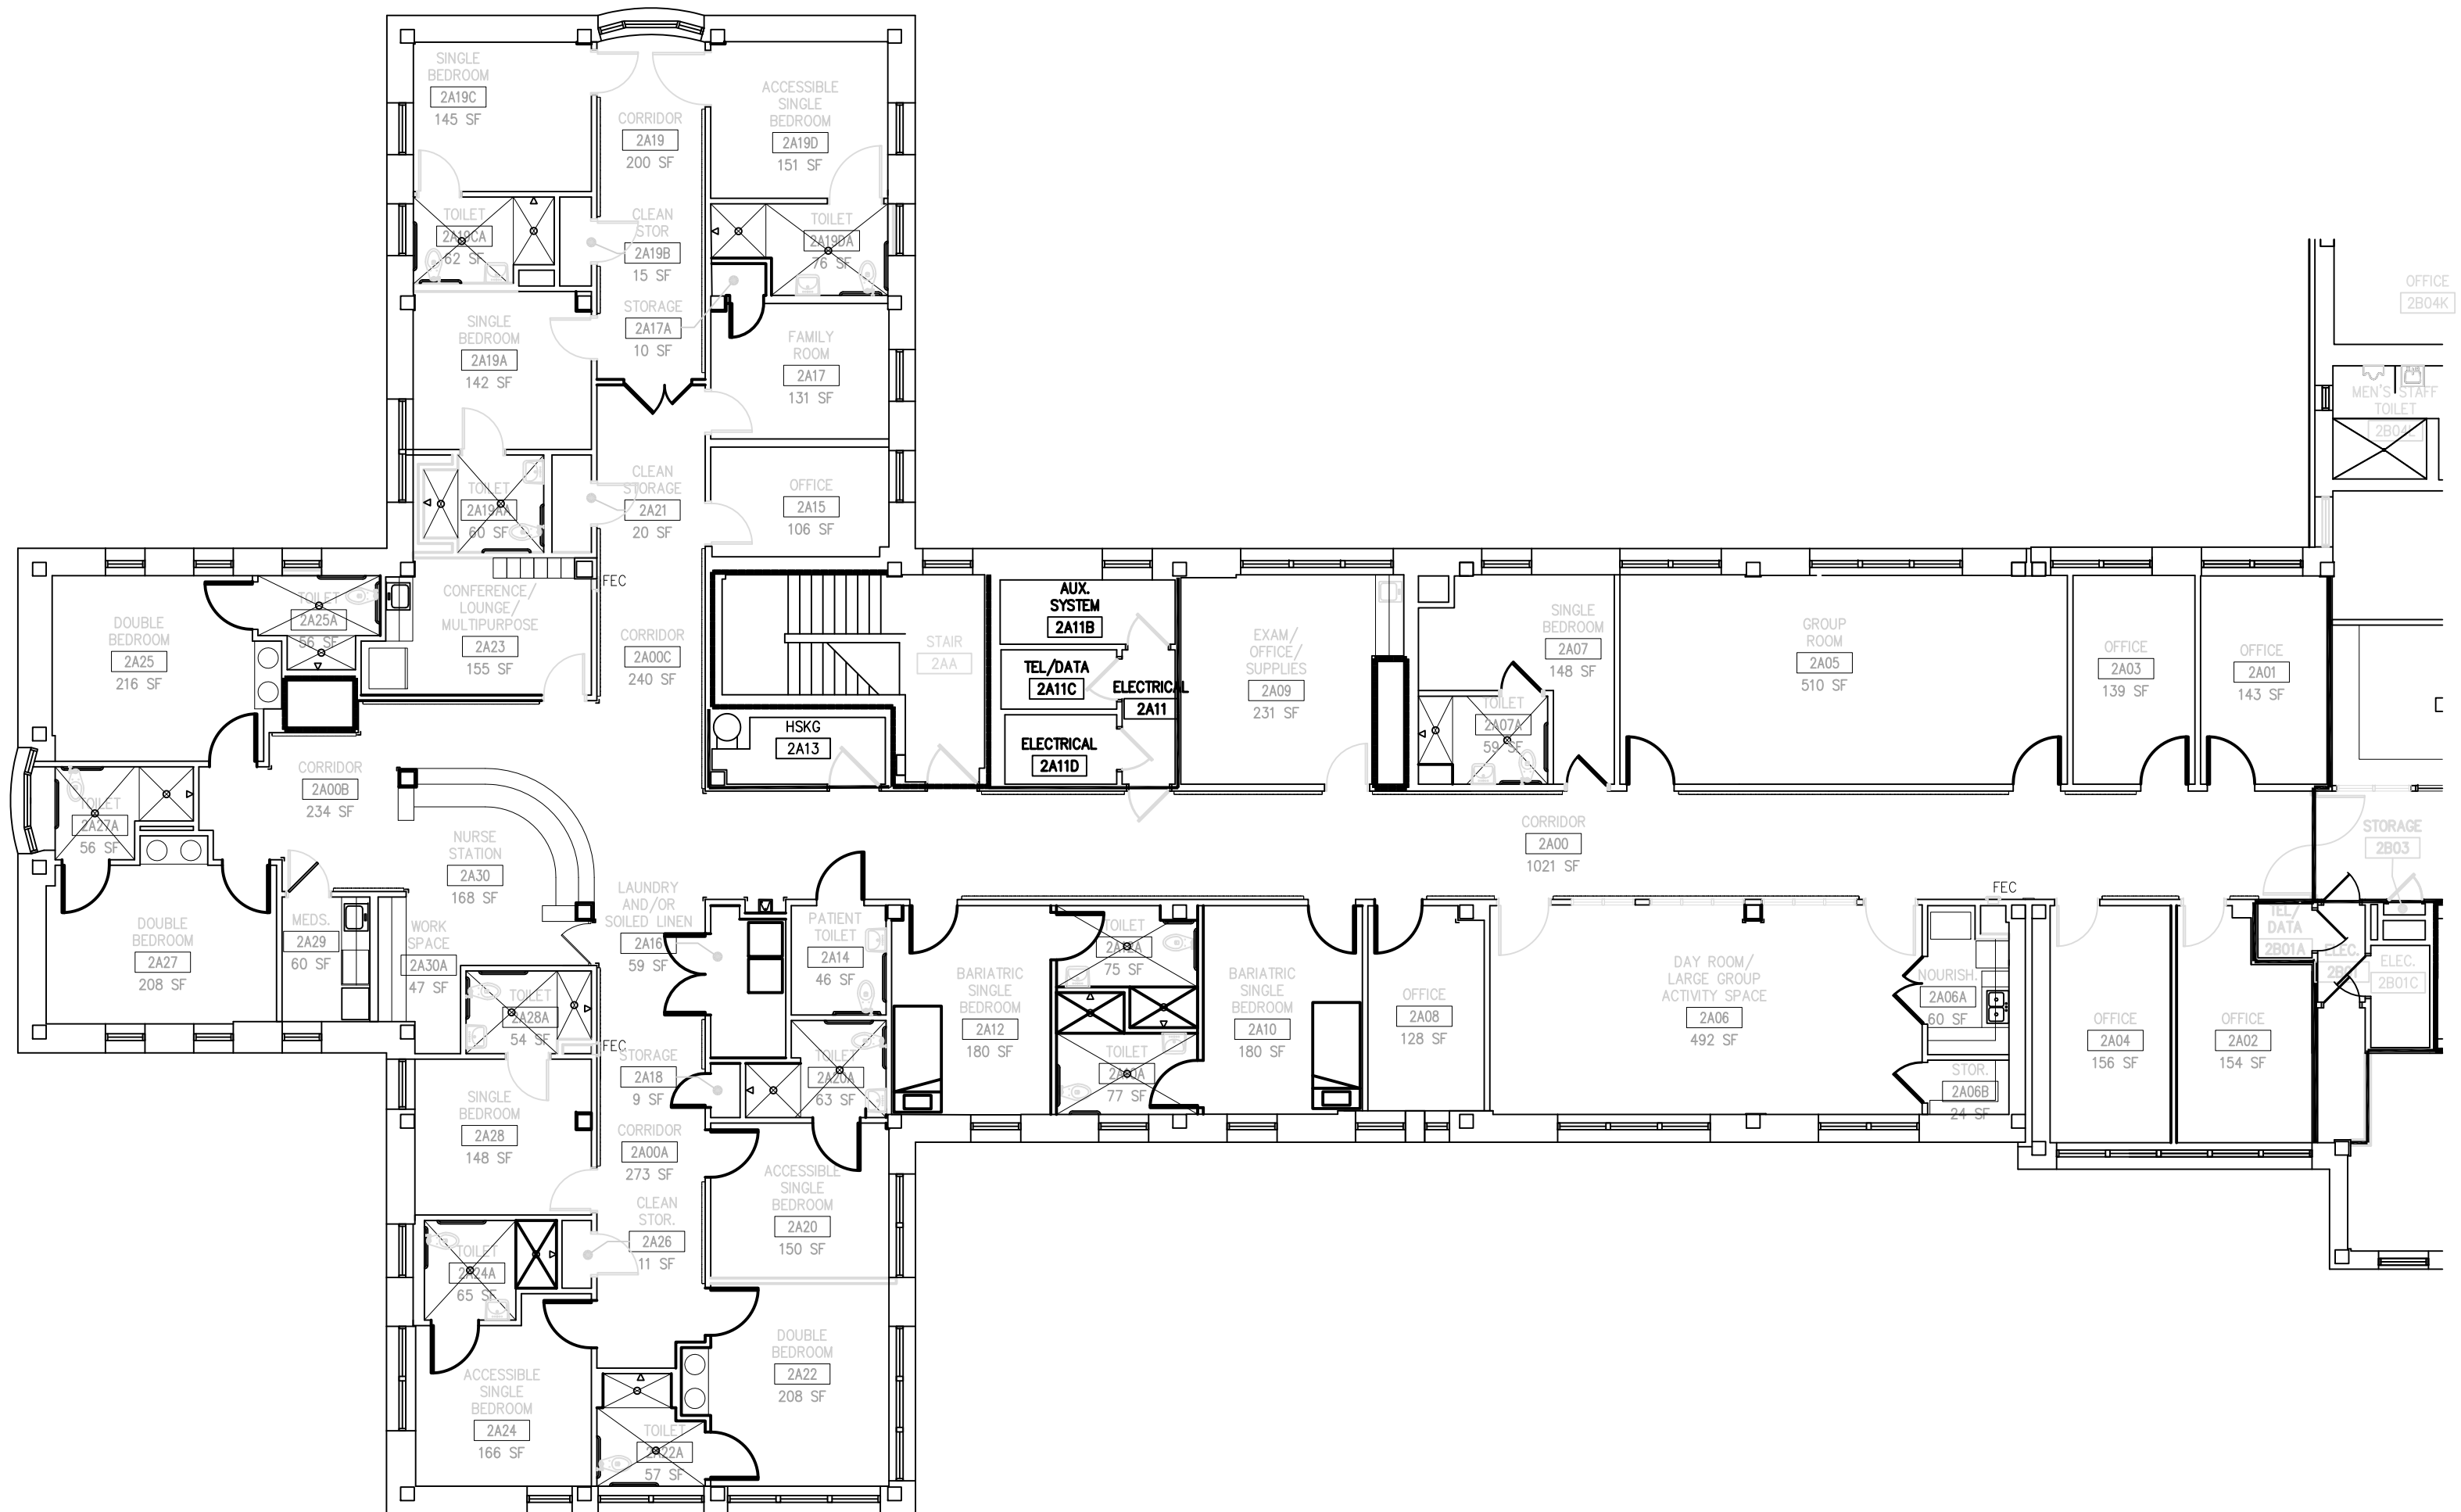 SINGLE
BEDROOM
2A19C
145 SF
CORRIDOR
2A19
200 SF
ACCESSIBLE
SINGLE
BEDROOM
2A19D
151 SF
TOILET
2A19CA
62 SF
CLEAN
STOR
2A19B
15 SF
TOILET
2A19DA
76 SF
STORAGE
2A17A
10 SF
SINGLE
BEDROOM
2A19A
142 SF
FAMILY
ROOM
2A17
131 SF
TOILET
2A19AA
60 SF
CLEAN
STORAGE
2A21
20 SF
OFFICE
2A15
106 SF
OFFICE
2B04K
MEN'S STAFF
TOILET
FEC
DOUBLE
BEDROOM
2A25
216 SF
TOILET
2A25A
56 SF
CONFERENCE/
LOUNGE/
MULTIPURPOSE
2A23
155 SF
CORRIDOR
2A00C
240 SF
STAIR
2AA
AUX.
SYSTEM
2A11B
TEL/DATA
2A11C
ELECTRICAL
2A11
ELECTRICAL
2A11D
HSKG
2A13
EXAM/
OFFICE/
SUPPLIES
2A09
231 SF
SINGLE
BEDROOM
2A07
148 SF
TOILET
2A07A
59 SF
GROUP
ROOM
2A05
510 SF
OFFICE
2A03
139 SF
OFFICE
2A01
143 SF
CORRIDOR
2A00B
234 SF
TOILET
2A27A
56 SF
NURSE
STATION
2A30
168 SF
CORRIDOR
2A00
1021 SF
STORAGE
2B03
FEC
DOUBLE
BEDROOM
2A27
208 SF
MEDS.
2A29
60 SF
WORK
SPACE
2A30A
47 SF
LAUNDRY
AND/OR
SOILED LINEN
2A16
59 SF
PATIENT
TOILET
2A14
46 SF
BARIATRIC
SINGLE
BEDROOM
2A12
180 SF
TOILET
2A12A
75 SF
BARIATRIC
SINGLE
BEDROOM
2A10
180 SF
OFFICE
2A08
128 SF
DAY ROOM/
LARGE GROUP
ACTIVITY SPACE
2A06
492 SF
NOURISH.
2A06A
60 SF
STOR.
2A06B
24 SF
OFFICE
2A04
156 SF
OFFICE
2A02
154 SF
TEL/
DATA
2B01A
ELEC.
2B01
ELEC.
2B01C
TOILET
2A28A
54 SF
FEC
STORAGE
2A18
9 SF
TOILET
2A20A
63 SF
TOILET
2A10A
77 SF
SINGLE
BEDROOM
2A28
148 SF
CORRIDOR
2A00A
273 SF
ACCESSIBLE
SINGLE
BEDROOM
2A20
150 SF
CLEAN
STOR.
2A26
11 SF
TOILET
2A24A
65 SF
ACCESSIBLE
SINGLE
BEDROOM
2A24
166 SF
DOUBLE
BEDROOM
2A22
208 SF
TOILET
2A22A
57 SF